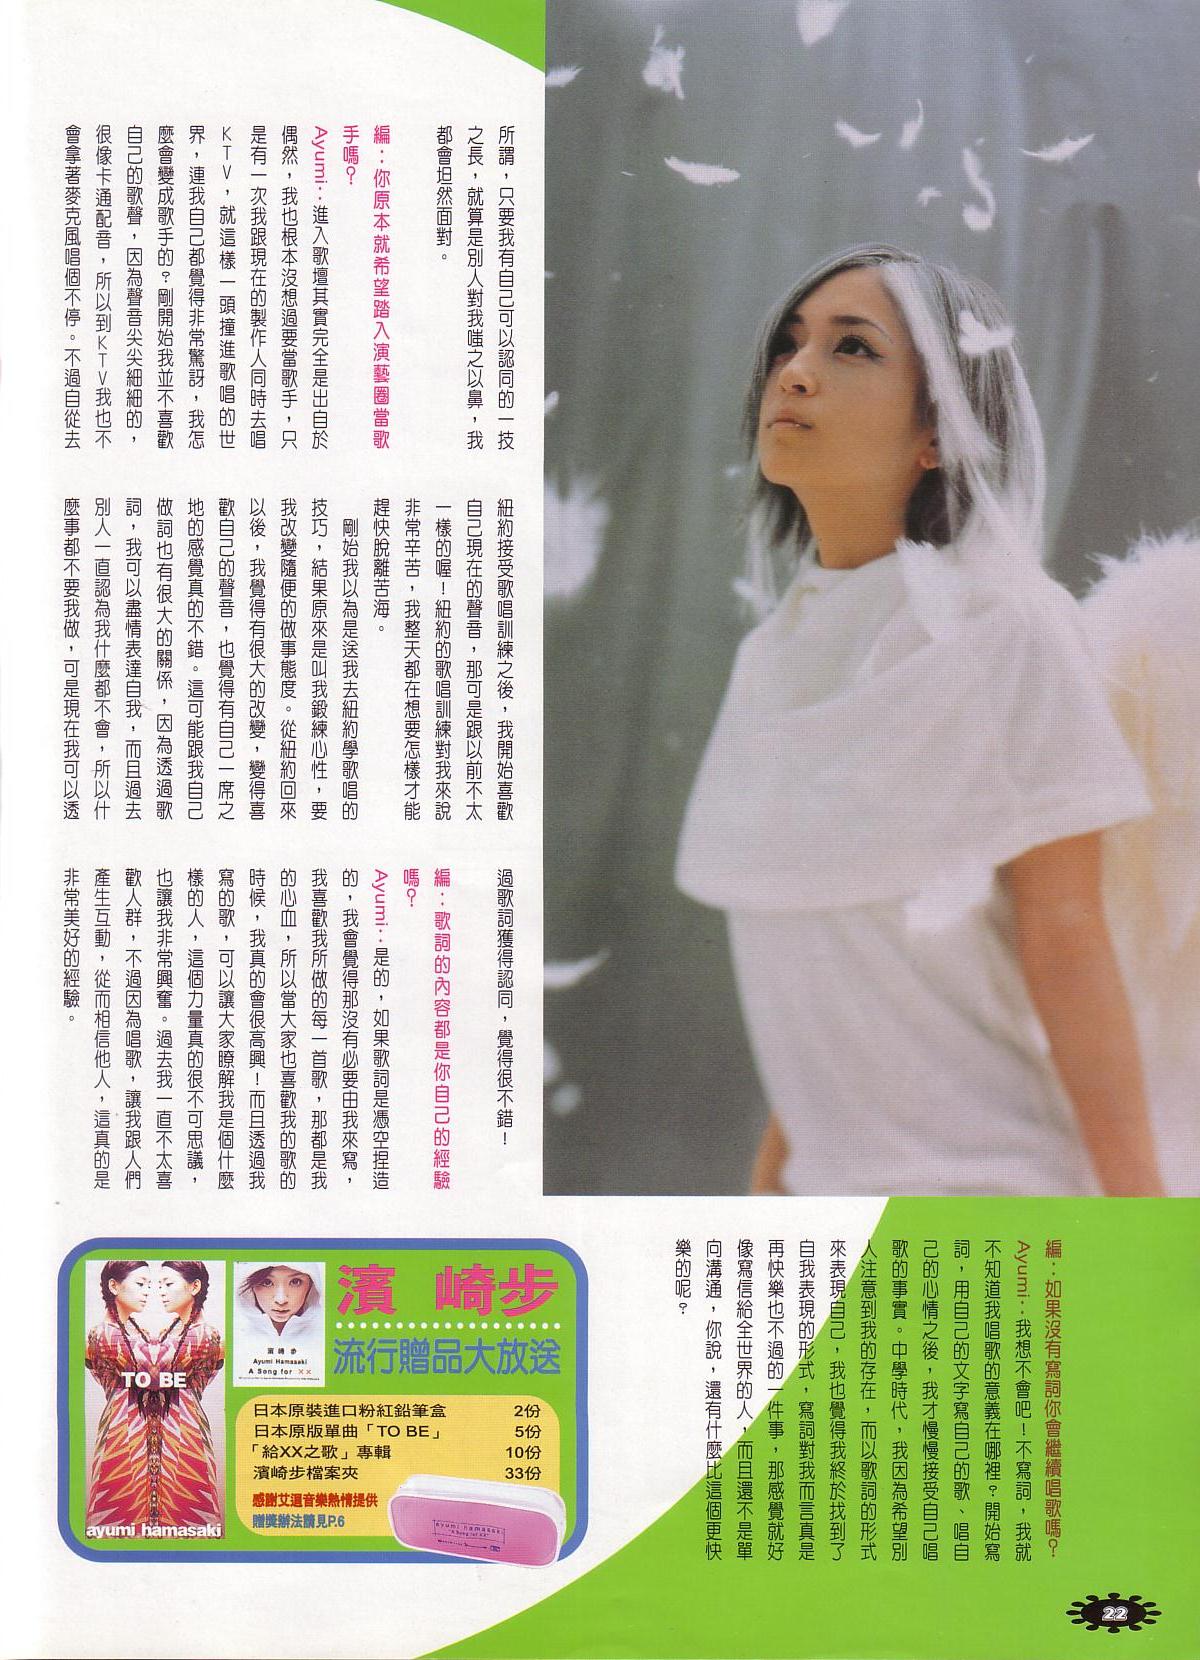 所謂，只要我有自己可以認同的一技
之長，就算是別人對我嗤之以鼻，我
都會坦然面對。
編：你原本就希望踏入演藝圈當歌
手嗎？
Ayumi：進入歌壇其實完全是出自於
偶然，我也根本沒想過要當歌手，只
是有一次我跟現在的製作人同時去唱
KTV，就這樣一頭撞進歌唱的世
界，連我自己都覺得非常驚訝，我怎
麼會變成歌手的？剛開始我並不喜歡
自己的歌聲，因為聲音尖尖細細的，
很像卡通配音，所以到KTV我也不
會拿著麥克風唱個不停。不過自從去
紐約接受歌唱訓練之後，我開始喜歡
自己現在的聲音，那可是跟以前不太
一樣的喔！紐約的歌唱訓練對我來說
非常辛苦，我整天都在想要怎樣才能
趕快脫離苦海。
剛始我以為是送我去紐約學歌唱的
技巧，結果原來是叫我鍛練心性，要
我改變隨便的做事態度。從紐約回來
以後，我覺得有很大的改變，變得喜
歡自己的聲音，也覺得有自己一席之
地的感覺真的不錯。這可能跟我自己
做詞也有很大的關係，因為透過歌
詞，我可以盡情表達自我，而且過去
別人一直認為我什麼都不會，所以什
麼事都不要我做，可是現在我可以透
過歌詞獲得認同，覺得很不錯！
編：歌詞的內容都是你自己的經驗
嗎？
Ayumi：是的，如果歌詞是憑空捏造
的，我會覺得那沒有必要由我來寫，
我喜歡我所做的每一首歌，那都是我
的心血，所以當大家也喜歡我的歌的
時候，我真的會很高興！而且透過我
寫的歌，可以讓大家瞭解我是個什麼
樣的人，這個力量真的很不可思議，
也讓我非常興奮。過去我一直不太喜
歡人群，不過因為唱歌，讓我跟人們
產生互動，從而相信他人，這真的是
非常美好的經驗。
編：如果沒有寫詞你會繼續唱歌嗎？
Ayumi：我想不會吧！不寫詞，我就
不知道我唱歌的意義在哪裡？開始寫
詞，用自己的文字寫自己的歌、唱自
己的心情之後，我才慢慢接受自己唱
歌的事實。中學時代，我因為希望別
人注意到我的存在，而以歌詞的形式
來表現自己，我也覺得我終於找到了
自我表現的形式，寫詞對我而言真是
再快樂也不過的一件事，那感覺就好
像寫信給全世界的人，而且還不是單
向溝通，你說，還有什麼比這個更快
樂的呢？
濱崎步
流行贈品大放送
TO BE
ayumi hamasaki
濱崎步
Ayumi Hamasaki
A Song for ××
日本原裝進口粉紅鉛筆盒 2份
日本原版單曲「TO BE」 5份
「給XX之歌」專輯 10份
濱崎步檔案夾 33份
感謝艾迴音樂熱情提供
贈獎辦法請見P.6
ayumi hamasaki
"A Song for XX"
22